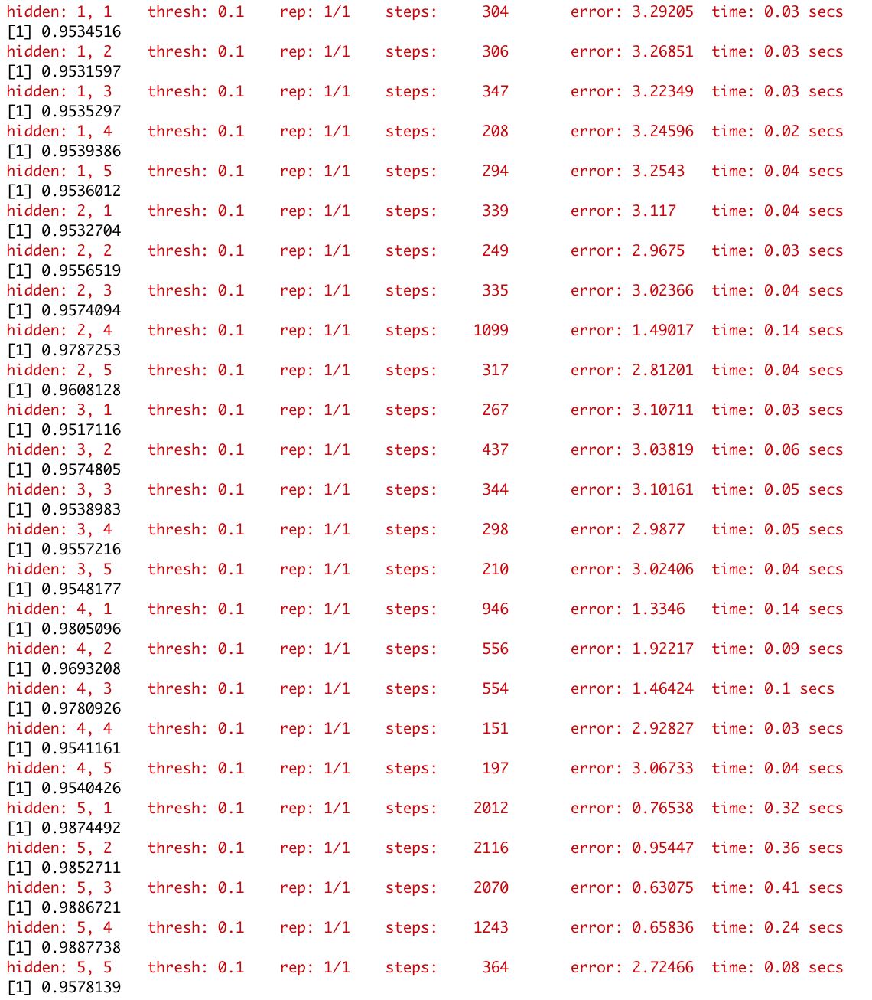 hidden: 1, 1    thresh: 0.1    rep: 1/1    steps:     304       error: 3.29205  time: 0.03 secs
[1] 0.9534516
hidden: 1, 2    thresh: 0.1    rep: 1/1    steps:     306       error: 3.26851  time: 0.03 secs
[1] 0.9531597
hidden: 1, 3    thresh: 0.1    rep: 1/1    steps:     347       error: 3.22349  time: 0.03 secs
[1] 0.9535297
hidden: 1, 4    thresh: 0.1    rep: 1/1    steps:     208       error: 3.24596  time: 0.02 secs
[1] 0.9539386
hidden: 1, 5    thresh: 0.1    rep: 1/1    steps:     294       error: 3.2543   time: 0.04 secs
[1] 0.9536012
hidden: 2, 1    thresh: 0.1    rep: 1/1    steps:     339       error: 3.117    time: 0.04 secs
[1] 0.9532704
hidden: 2, 2    thresh: 0.1    rep: 1/1    steps:     249       error: 2.9675   time: 0.03 secs
[1] 0.9556519
hidden: 2, 3    thresh: 0.1    rep: 1/1    steps:     335       error: 3.02366  time: 0.04 secs
[1] 0.9574094
hidden: 2, 4    thresh: 0.1    rep: 1/1    steps:    1099       error: 1.49017  time: 0.14 secs
[1] 0.9787253
hidden: 2, 5    thresh: 0.1    rep: 1/1    steps:     317       error: 2.81201  time: 0.04 secs
[1] 0.9608128
hidden: 3, 1    thresh: 0.1    rep: 1/1    steps:     267       error: 3.10711  time: 0.03 secs
[1] 0.9517116
hidden: 3, 2    thresh: 0.1    rep: 1/1    steps:     437       error: 3.03819  time: 0.06 secs
[1] 0.9574805
hidden: 3, 3    thresh: 0.1    rep: 1/1    steps:     344       error: 3.10161  time: 0.05 secs
[1] 0.9538983
hidden: 3, 4    thresh: 0.1    rep: 1/1    steps:     298       error: 2.9877   time: 0.05 secs
[1] 0.9557216
hidden: 3, 5    thresh: 0.1    rep: 1/1    steps:     210       error: 3.02406  time: 0.04 secs
[1] 0.9548177
hidden: 4, 1    thresh: 0.1    rep: 1/1    steps:     946       error: 1.3346   time: 0.14 secs
[1] 0.9805096
hidden: 4, 2    thresh: 0.1    rep: 1/1    steps:     556       error: 1.92217  time: 0.09 secs
[1] 0.9693208
hidden: 4, 3    thresh: 0.1    rep: 1/1    steps:     554       error: 1.46424  time: 0.1 secs
[1] 0.9780926
hidden: 4, 4    thresh: 0.1    rep: 1/1    steps:     151       error: 2.92827  time: 0.03 secs
[1] 0.9541161
hidden: 4, 5    thresh: 0.1    rep: 1/1    steps:     197       error: 3.06733  time: 0.04 secs
[1] 0.9540426
hidden: 5, 1    thresh: 0.1    rep: 1/1    steps:    2012       error: 0.76538  time: 0.32 secs
[1] 0.9874492
hidden: 5, 2    thresh: 0.1    rep: 1/1    steps:    2116       error: 0.95447  time: 0.36 secs
[1] 0.9852711
hidden: 5, 3    thresh: 0.1    rep: 1/1    steps:    2070       error: 0.63075  time: 0.41 secs
[1] 0.9886721
hidden: 5, 4    thresh: 0.1    rep: 1/1    steps:    1243       error: 0.65836  time: 0.24 secs
[1] 0.9887738
hidden: 5, 5    thresh: 0.1    rep: 1/1    steps:     364       error: 2.72466  time: 0.08 secs
[1] 0.9578139